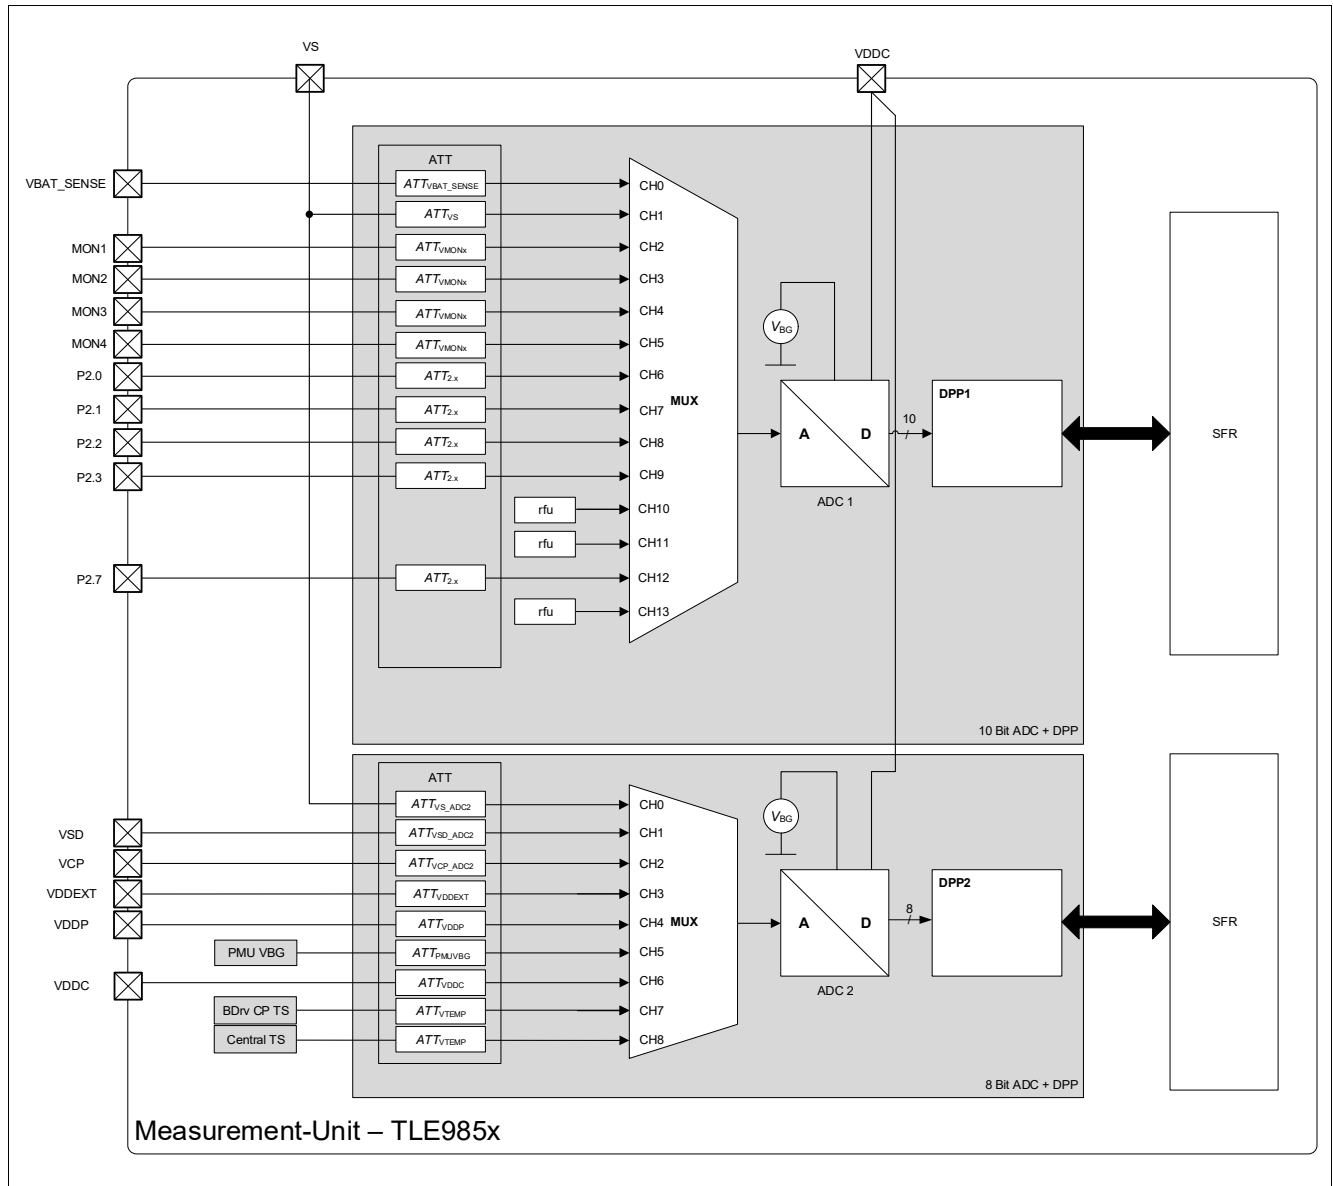 VS
VDDC
ATT
VBAT_SENSE
ATTVBAT_SENSE
CH0
ATTVS
CH1
MON1
ATTVMONx
CH2
MON2
ATTVMONx
CH3
MON3
ATTVMONx
CH4
VBG
MON4
ATTVMONx
CH5
P2.0
ATT2.x
CH6
P2.1
ATT2.x
CH7
MUX
DPP1
P2.2
ATT2.x
CH8
A
D
10
SFR
P2.3
ATT2.x
CH9
ADC 1
rfu
CH10
rfu
CH11
P2.7
ATT2.x
CH12
rfu
CH13
10 Bit ADC + DPP
ATT
ATTVS_ADC2
CH0
VBG
VSD
ATTVSD_ADC2
CH1
VCP
ATTVCP_ADC2
CH2
VDDEXT
ATTVDDEXT
CH3
DPP2
VDDP
ATTVDDP
CH4
MUX
A
D
8
SFR
PMU VBG
ATTPMUVBG
CH5
VDDC
ATTVDDC
CH6
ADC 2
BDrv CP TS
ATTVTEMP
CH7
Central TS
ATTVTEMP
CH8
8 Bit ADC + DPP
Measurement-Unit – TLE985x